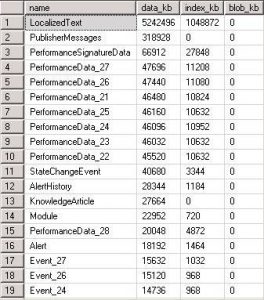 name data_kb index_kb blob_kb
1 LocalizedText 5242496 1048872 0
2 PublisherMessages 318928 0 0
3 PerformanceSignatureData 66912 27848 0
4 PerformanceData_27 47696 11208 0
5 PerformanceData_26 47440 11080 0
6 PerformanceData_21 46480 10824 0
7 PerformanceData_25 46160 10632 0
8 PerformanceData_24 46096 10952 0
9 PerformanceData_23 46032 10632 0
10 PerformanceData_22 45520 10632 0
11 StateChangeEvent 40680 3344 0
12 AlertHistory 28344 1184 0
13 KnowledgeArticle 27664 0 0
14 Module 22952 720 0
15 PerformanceData_28 20048 4872 0
16 Alert 18192 1464 0
17 Event_27 15632 1032 0
18 Event_26 15120 968 0
19 Event_24 14736 968 0